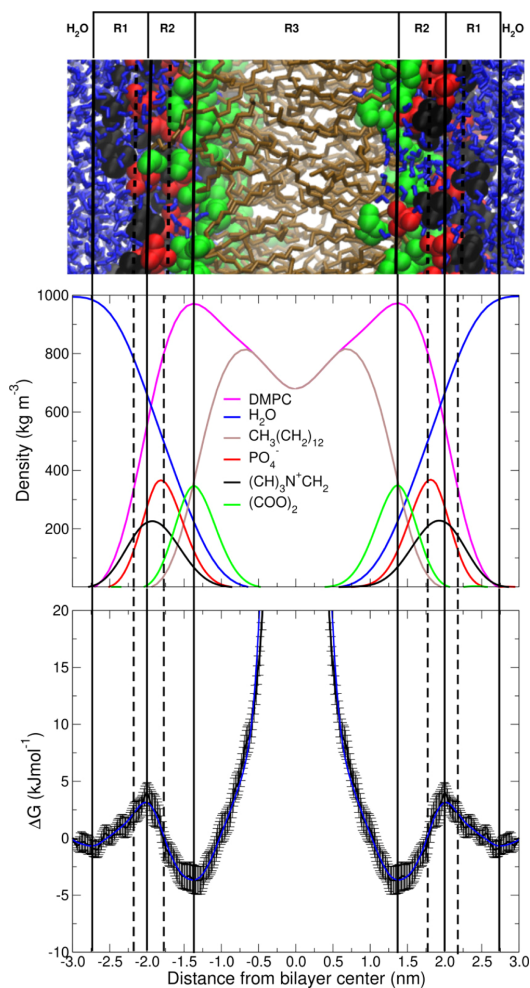 H₂O R1 R2 R3 R2 R1 H₂O
1000
800
600
400
200
Density (kg m⁻³)
DMPC
H₂O
CH₃(CH₂)₁₂
PO₄⁻
(CH)₃N⁺CH₂
(COO)₂
20
15
10
5
0
-5
-10
ΔG (kJmol⁻¹)
-3.0 -2.5 -2.0 -1.5 -1.0 -0.5 0.0 0.5 1.0 1.5 2.0 2.5 3.0
Distance from bilayer center (nm)